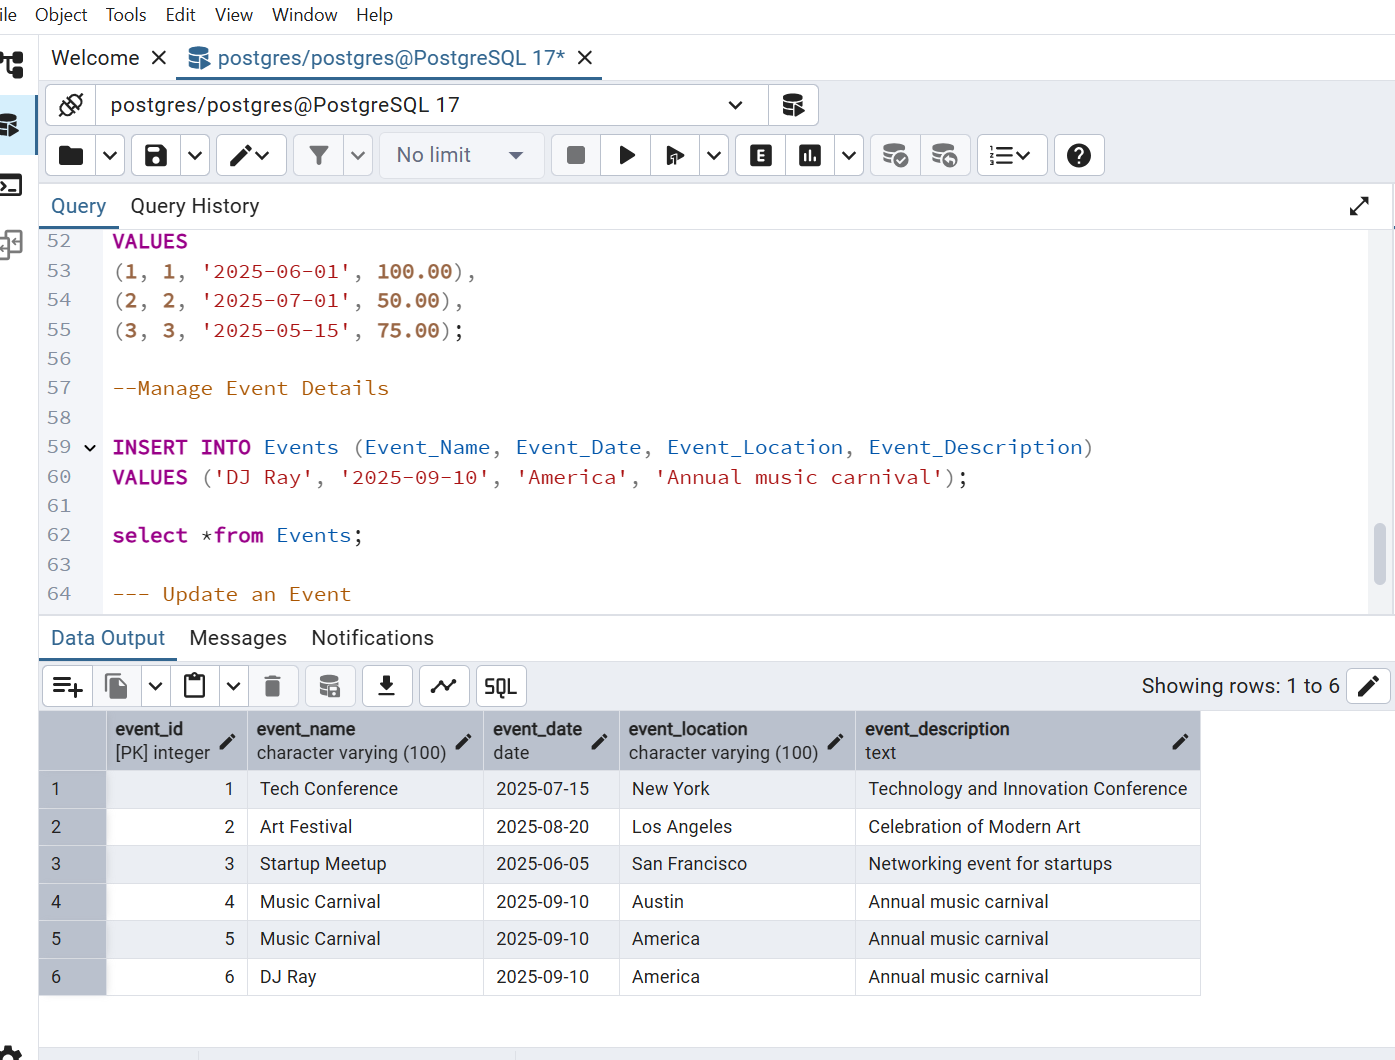 ile Object Tools Edit View Window Help
Welcome postgres/postgres@PostgreSQL 17*
postgres/postgres@PostgreSQL 17
No limit E
Query Query History
52 VALUES
53 (1, 1, '2025-06-01', 100.00),
54 (2, 2, '2025-07-01', 50.00),
55 (3, 3, '2025-05-15', 75.00);
56
57 --Manage Event Details
58
59 INSERT INTO Events (Event_Name, Event_Date, Event_Location, Event_Description)
60 VALUES ('DJ Ray', '2025-09-10', 'America', 'Annual music carnival');
61
62 select *from Events;
63
64 --- Update an Event
Data Output Messages Notifications
SQL Showing rows: 1 to 6
event_id event_name event_date event_location event_description
[PK] integer character varying (100) date character varying (100) text
1 1 Tech Conference 2025-07-15 New York Technology and Innovation Conference
2 2 Art Festival 2025-08-20 Los Angeles Celebration of Modern Art
3 3 Startup Meetup 2025-06-05 San Francisco Networking event for startups
4 4 Music Carnival 2025-09-10 Austin Annual music carnival
5 5 Music Carnival 2025-09-10 America Annual music carnival
6 6 DJ Ray 2025-09-10 America Annual music carnival